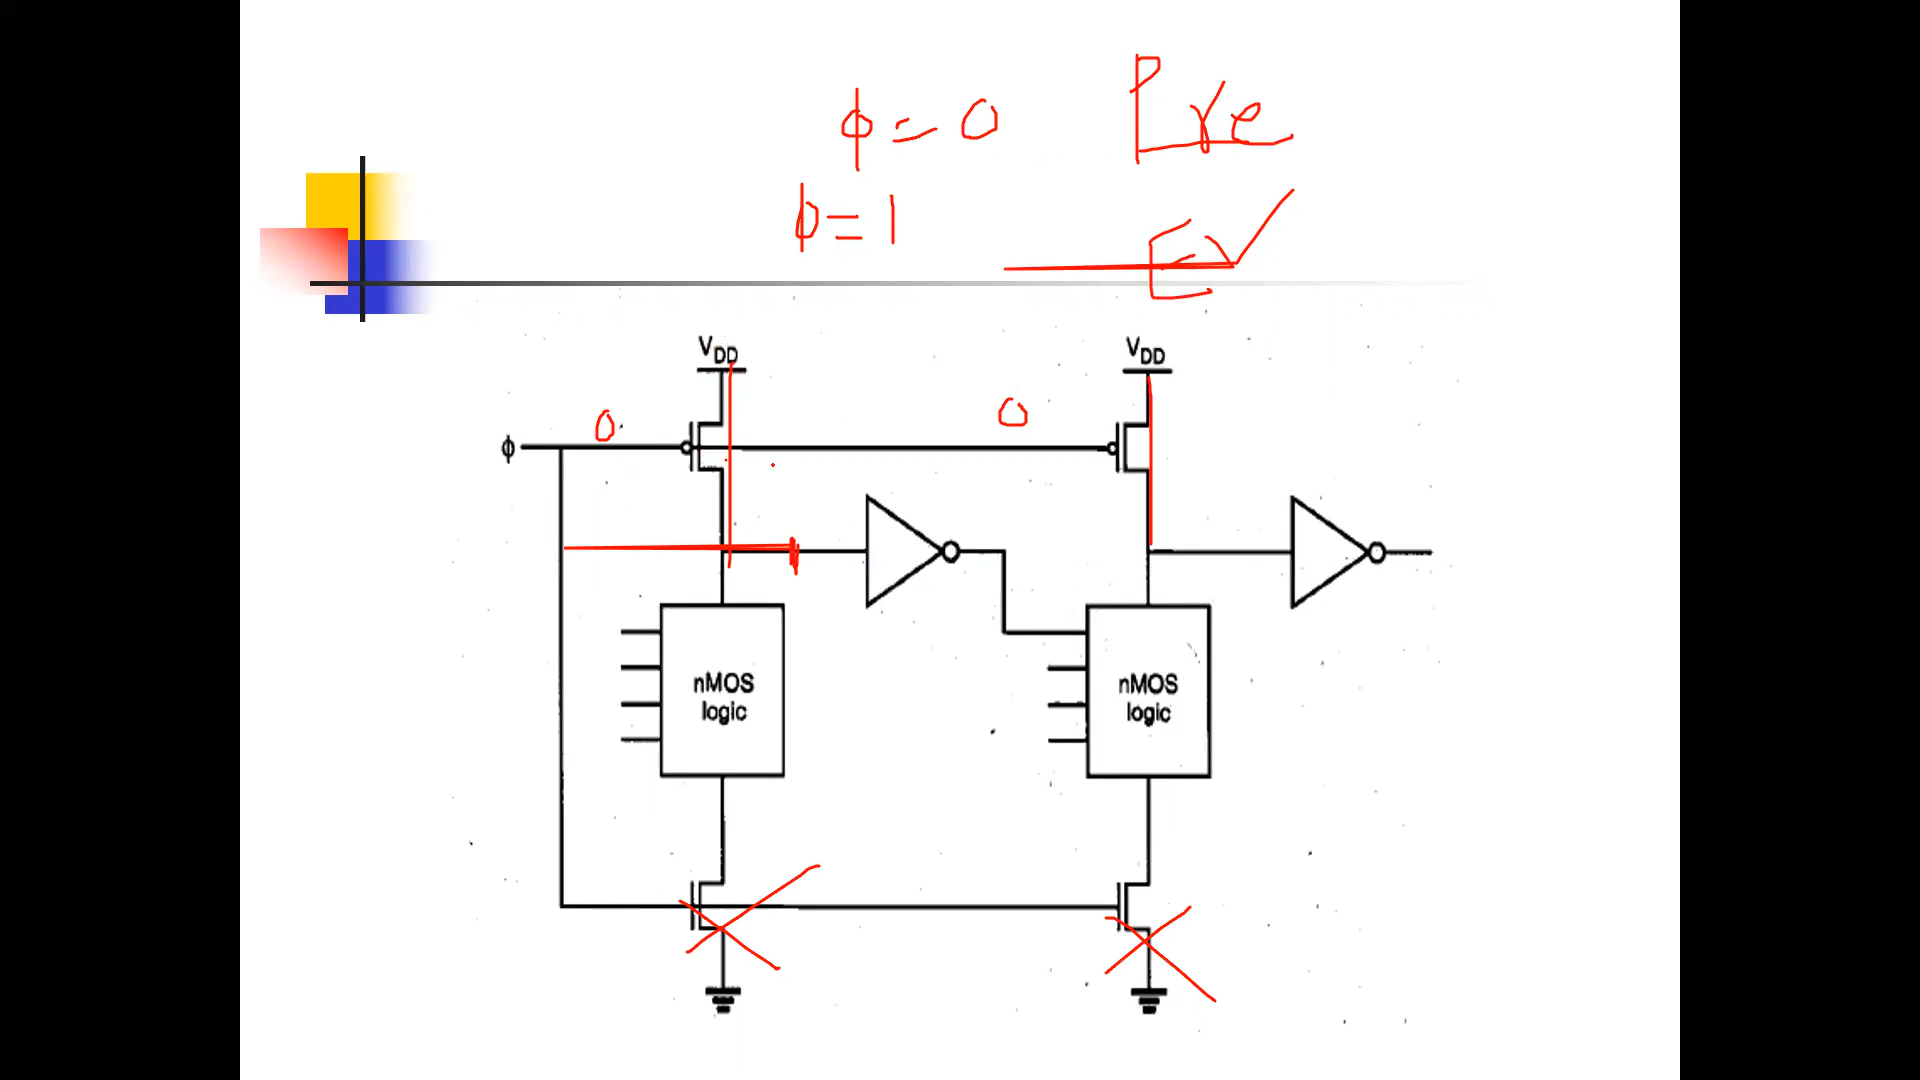 ϕ = 0 Pre
ϕ = 1 Ev
VDD VDD
0 0
ϕ
nMOS
logic
nMOS
logic